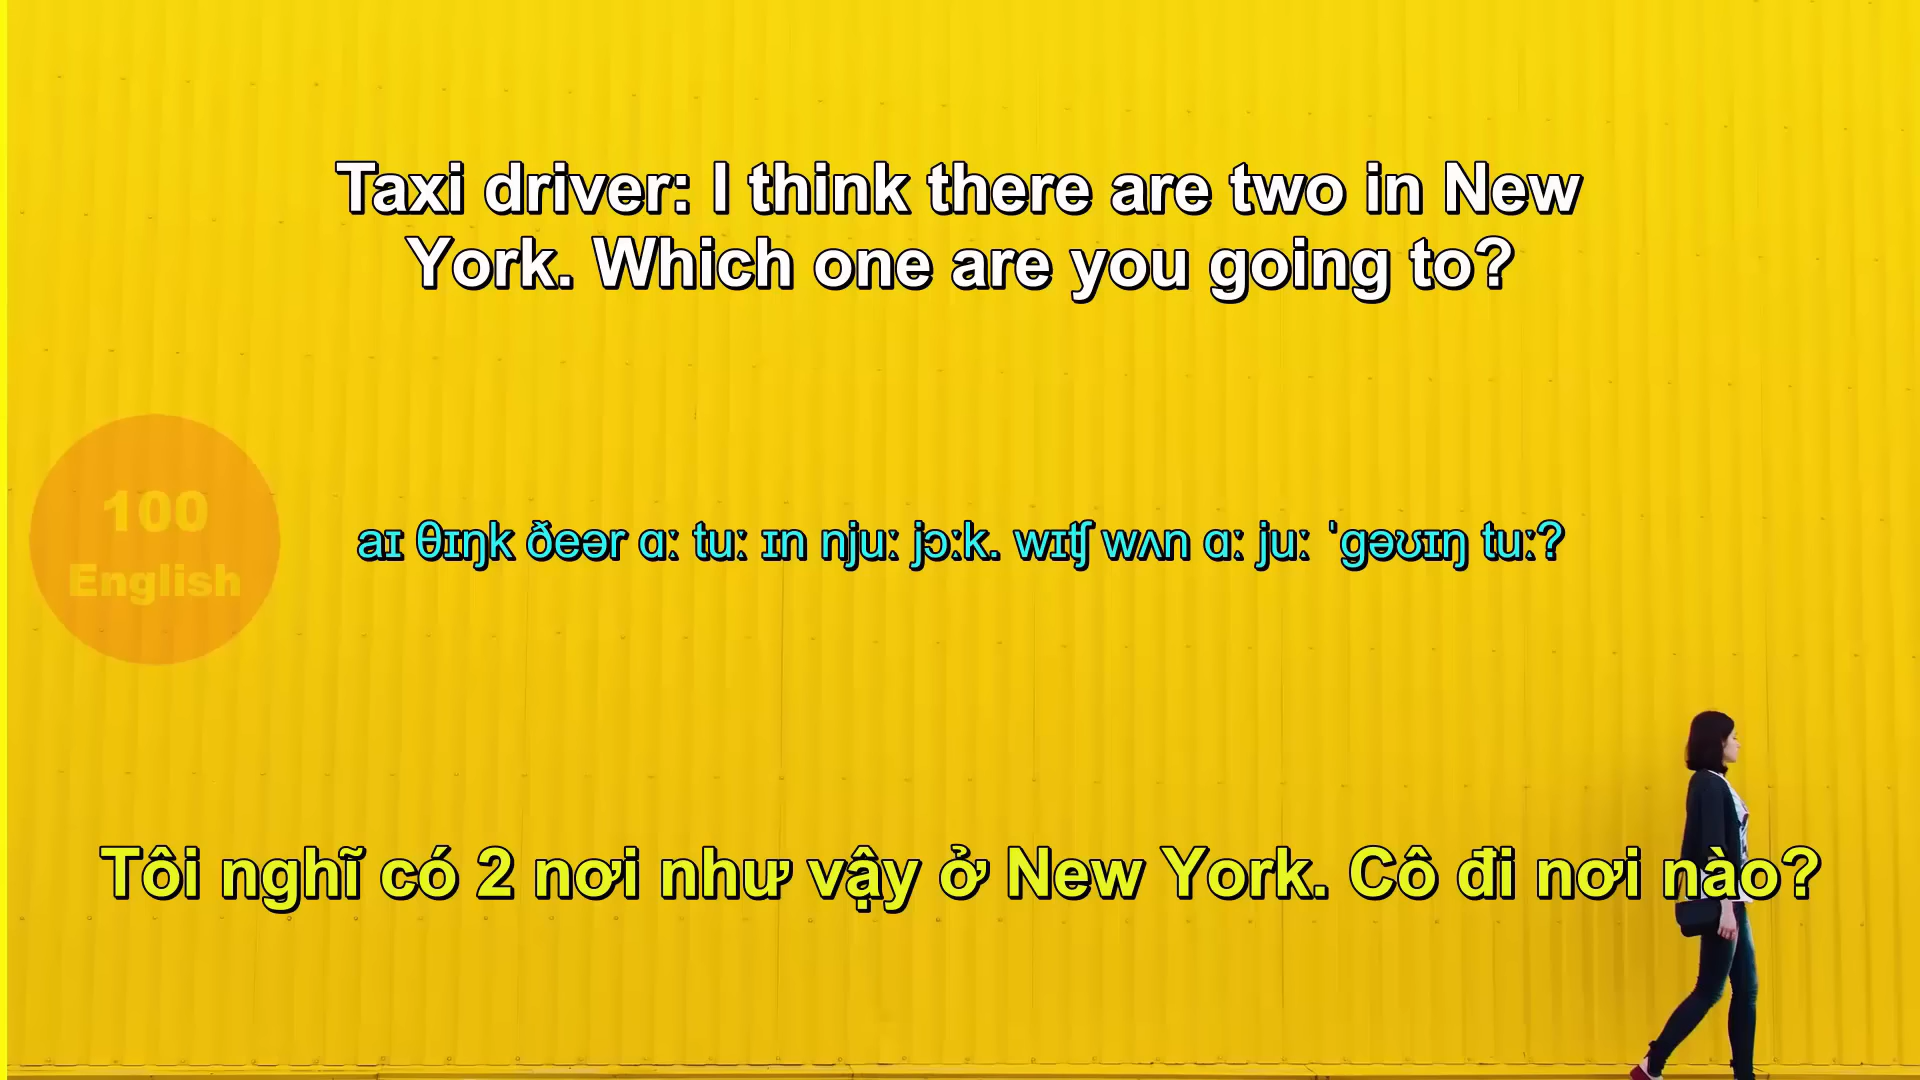 Taxi driver: I think there are two in New
York. Which one are you going to?
100
English
aɪ θɪŋk ðeər ɑː tuː ɪn njuː jɔːk. wɪʧ wʌn ɑː juː ˈgəʊɪŋ tuː?
Tôi nghĩ có 2 nơi như vậy ở New York. Cô đi nơi nào?